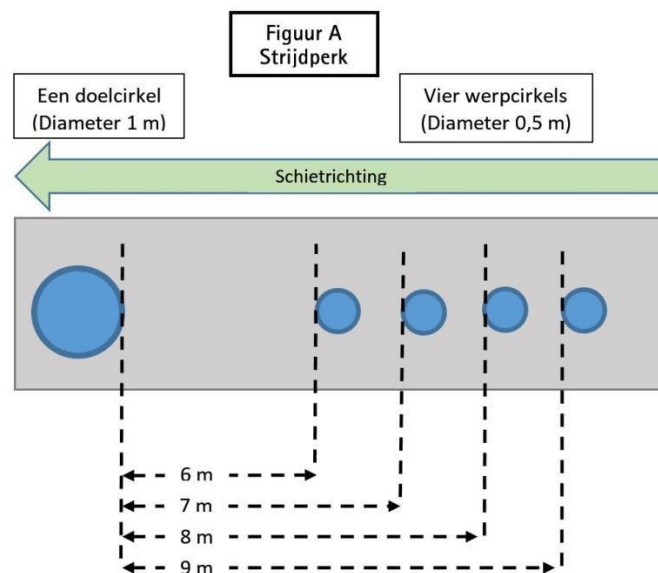 Figuur A
Strijdperk
Een doelcirkel
(Diameter 1 m)
Vier werpcirkels
(Diameter 0,5 m)
Schietrichting
6 m
7 m
8 m
9 m